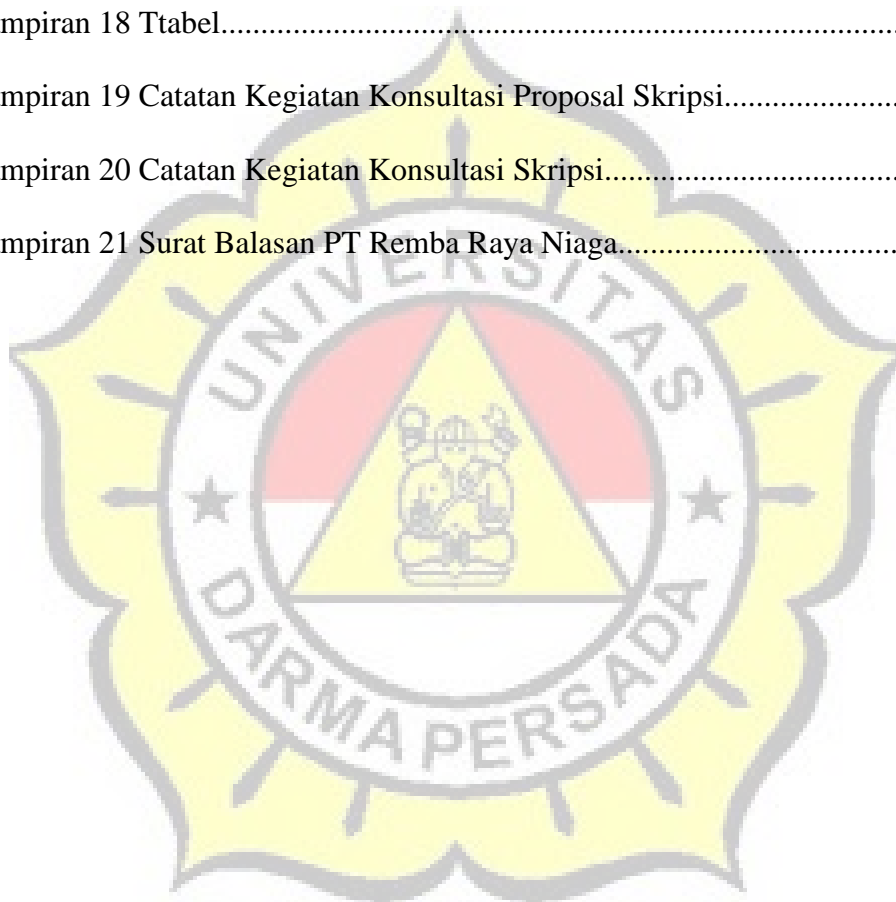 mpiran 18 Ttabel....................................................................................
mpiran 19 Catatan Kegiatan Konsultasi Proposal Skripsi.....................
mpiran 20 Catatan Kegiatan Konsultasi Skripsi....................................
mpiran 21 Surat Balasan PT Remba Raya Niaga..................................
UNIVERSITAS
DARMA PERSADA